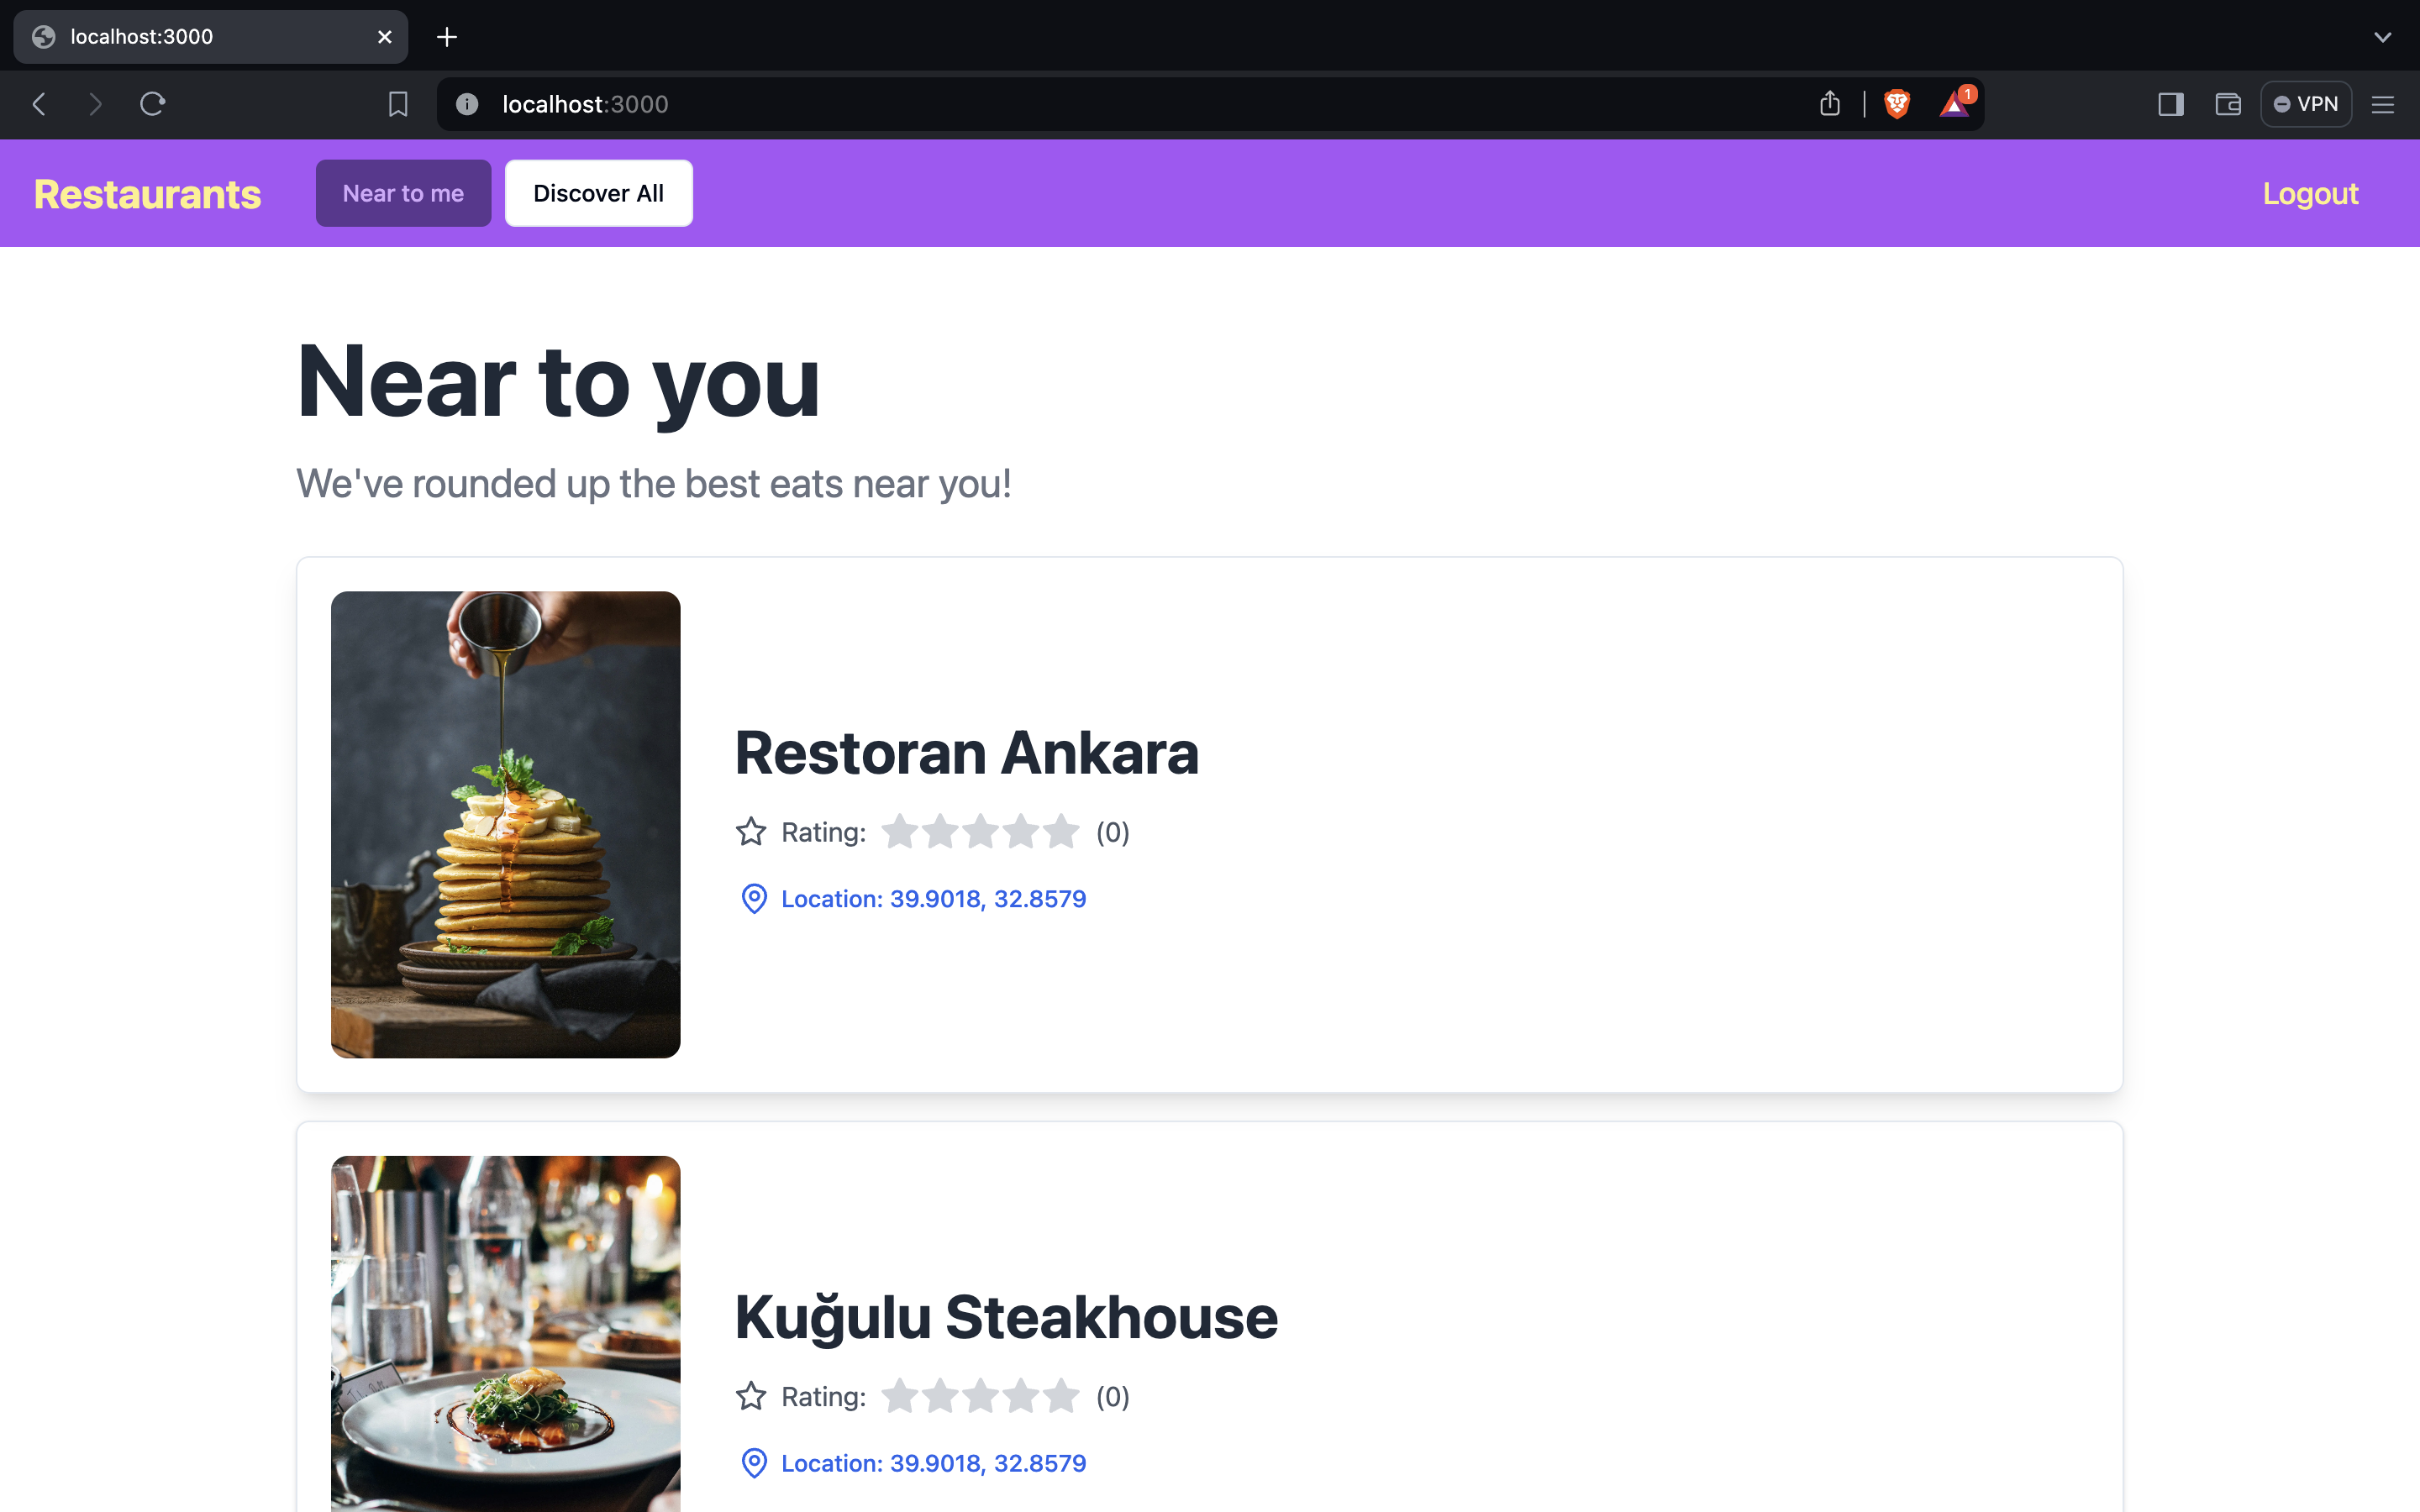 localhost:3000
localhost:3000
1
VPN
Restaurants
Near to me
Discover All
Logout
Near to you
We've rounded up the best eats near you!
Restoran Ankara
Rating: (0)
Location: 39.9018, 32.8579
Kuğulu Steakhouse
Rating: (0)
Location: 39.9018, 32.8579